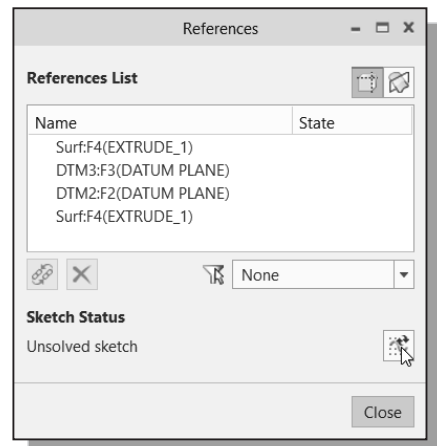 References
References List
Name State
Surf:F4(EXTRUDE_1)
DTM3:F3(DATUM PLANE)
DTM2:F2(DATUM PLANE)
Surf:F4(EXTRUDE_1)
None
Sketch Status
Unsolved sketch
Close